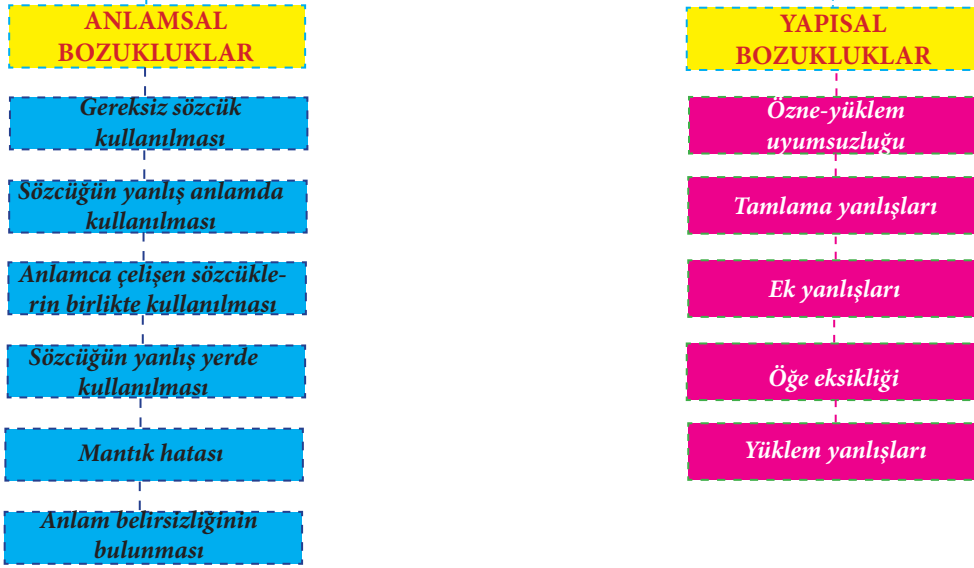 ANLAMSAL
BOZUKLUKLAR
Gereksiz sözcük
kullanılması
Sözcüğün yanlış anlamda
kullanılması
Anlamca çelişen sözcükle-
rin birlikte kullanılması
Sözcüğün yanlış yerde
kullanılması
Mantık hatası
Anlam belirsizliğinin
bulunması
YAPISAL
BOZUKLUKLAR
Özne-yüklem
uyumsuzluğu
Tamlama yanlışları
Ek yanlışları
Öğe eksikliği
Yüklem yanlışları